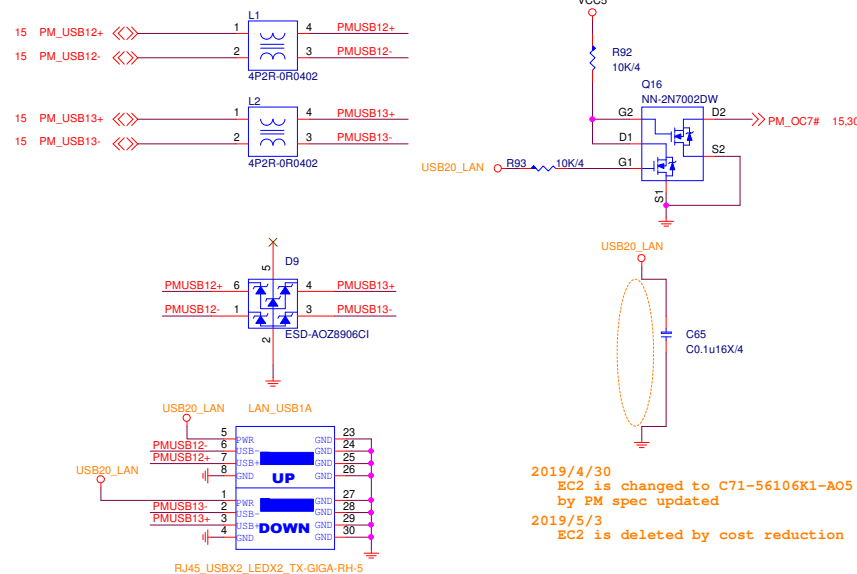 L1
15 PM_USB12+ 1 4 PMUSB12+
15 PM_USB12- 2 3 PMUSB12-
4P2R-0R0402
L2
15 PM_USB13+ 1 4 PMUSB13+
15 PM_USB13- 2 3 PMUSB13-
4P2R-0R0402
VCC5
R92
10K/4
Q16
NN-2N7002DW
G2 D2 PM_OC7# 15,30
D1
S2
USB20_LAN R93 10K/4 G1
S1
D9
5
PMUSB12+ 6 4 PMUSB13+
PMUSB12- 1 3 PMUSB13-
ESD-AOZ8906CI
2
USB20_LAN
C65
C0.1u16X/4
USB20_LAN LAN_USB1A
5 PWR GND 23
PMUSB12- 6 USB- GND 24
PMUSB12+ 7 USB+ GND 25
8 GND GND 26
UP
USB20_LAN
1 PWR GND 27
PMUSB13- 2 USB- GND 28
PMUSB13+ 3 USB+ GND 29
4 GND GND 30
DOWN
RJ45_USBX2_LEDX2_TX-GIGA-RH-5
2019/4/30
EC2 is changed to C71-56106K1-AO5
by PM spec updated
2019/5/3
EC2 is deleted by cost reduction